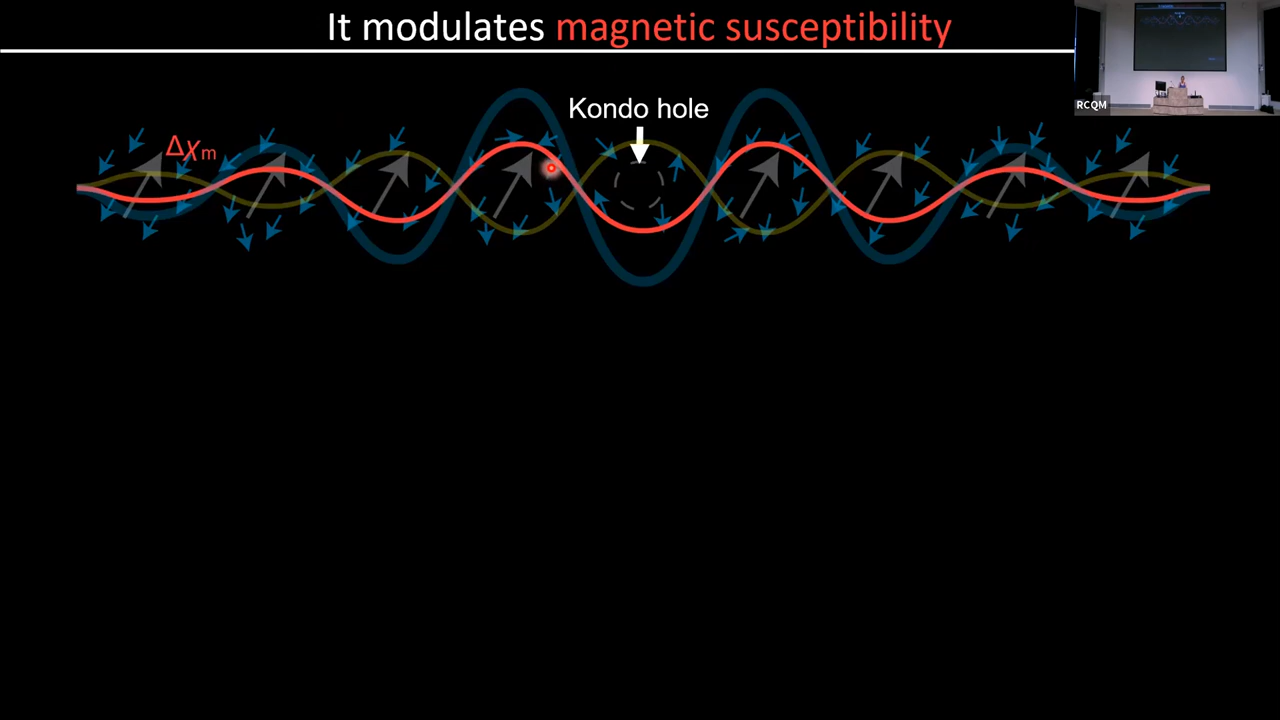 It modulates magnetic susceptibility
RCQM
Kondo hole
Δχm